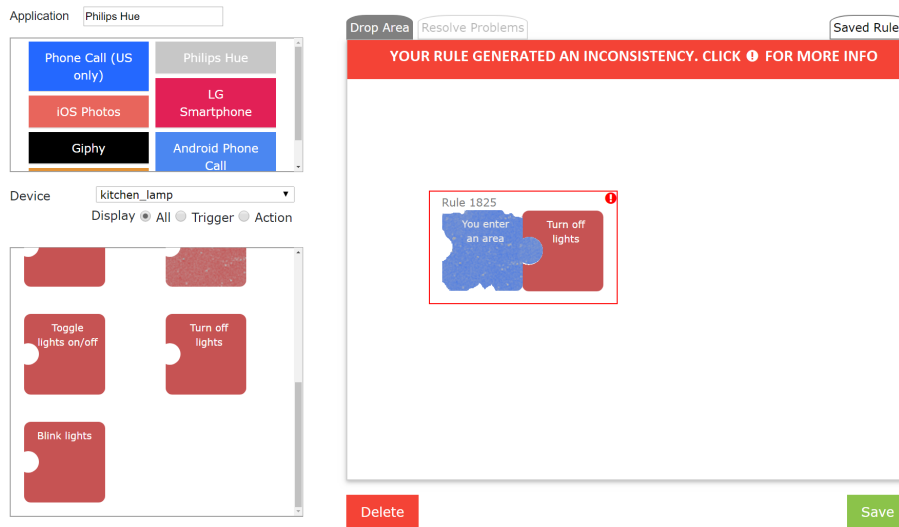 Application Philips Hue
Phone Call (US
only)
Philips Hue
iOS Photos
LG
Smartphone
Giphy
Android Phone
Call
Device kitchen_lamp
Display All Trigger Action
Toggle
lights on/off
Turn off
lights
Blink lights
Drop Area Resolve Problems Saved Rule
YOUR RULE GENERATED AN INCONSISTENCY. CLICK ! FOR MORE INFO
Rule 1825 !
You enter
an area
Turn off
lights
Delete Save